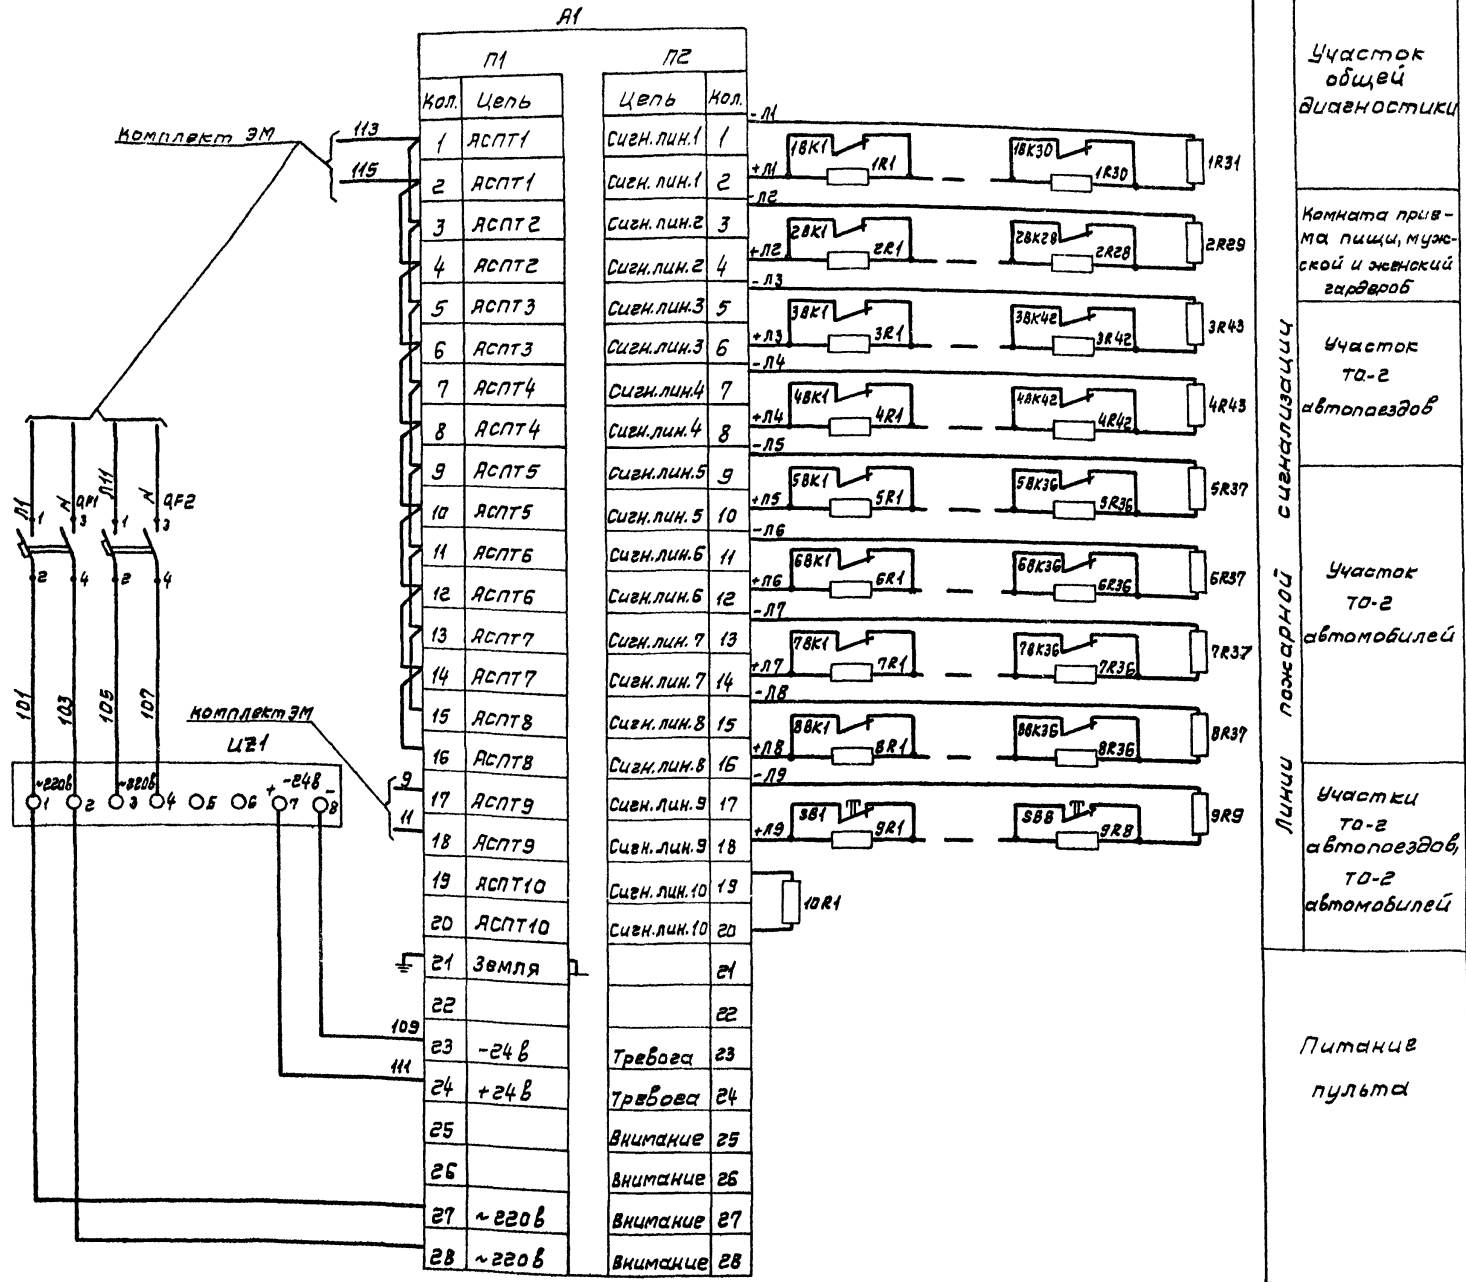 А1
П1 П2
Кол. Цепь Цепь Кол.
1 АСПТ1 Сигн.лин.1 1
2 АСПТ1 Сигн.лин.1 2
3 АСПТ2 Сигн.лин.2 3
4 АСПТ2 Сигн.лин.2 4
5 АСПТ3 Сигн.лин.3 5
6 АСПТ3 Сигн.лин.3 6
7 АСПТ4 Сигн.лин.4 7
8 АСПТ4 Сигн.лин.4 8
9 АСПТ5 Сигн.лин.5 9
10 АСПТ5 Сигн.лин.5 10
11 АСПТ6 Сигн.лин.6 11
12 АСПТ6 Сигн.лин.6 12
13 АСПТ7 Сигн.лин.7 13
14 АСПТ7 Сигн.лин.7 14
15 АСПТ8 Сигн.лин.8 15
16 АСПТ8 Сигн.лин.8 16
17 АСПТ9 Сигн.лин.9 17
18 АСПТ9 Сигн.лин.9 18
19 АСПТ10 Сигн.лин.10 19
20 АСПТ10 Сигн.лин.10 20
21 Земля 21
22 22
23 -24В Тревога 23
24 +24В Тревога 24
25 Внимание 25
26 Внимание 26
27 ~220В Внимание 27
28 ~220В Внимание 28
Комплект ЭМ
113
115
Л1 N QF1 Л11 N QF2
1 3 1 3
2 4 2 4
101 103 105 107
комплект ЭМ
9
11
UZ1
~220В ~220В + -24В -
1 2 3 4 5 6 7 8
109
111
-Л1
1ВК1 1ВК30
+Л1 1R1 1R30 1R31
-Л2
2ВК1 2ВК28
+Л2 2R1 2R28 2R29
-Л3
3ВК1 3ВК42
+Л3 3R1 3R42 3R43
-Л4
4ВК1 4ВК42
+Л4 4R1 4R42 4R43
-Л5
5ВК1 5ВК36
+Л5 5R1 5R36 5R37
-Л6
6ВК1 6ВК36
+Л6 6R1 6R36 6R37
-Л7
7ВК1 7ВК36
+Л7 7R1 7R36 7R37
-Л8
8ВК1 8ВК36
+Л8 8R1 8R36 8R37
-Л9
SB1 SB8
+Л9 9R1 9R8 9R9
10R1
Линии пожарной сигнализации
Участок
общей
диагностики
Комната прие-
ма пищи, муж-
ской и женский
гардероб
Участок
ТО-2
автопоездов
Участок
ТО-2
автомобилей
Участки
ТО-2
автопоездов,
ТО-2
автомобилей
Питание
пульта